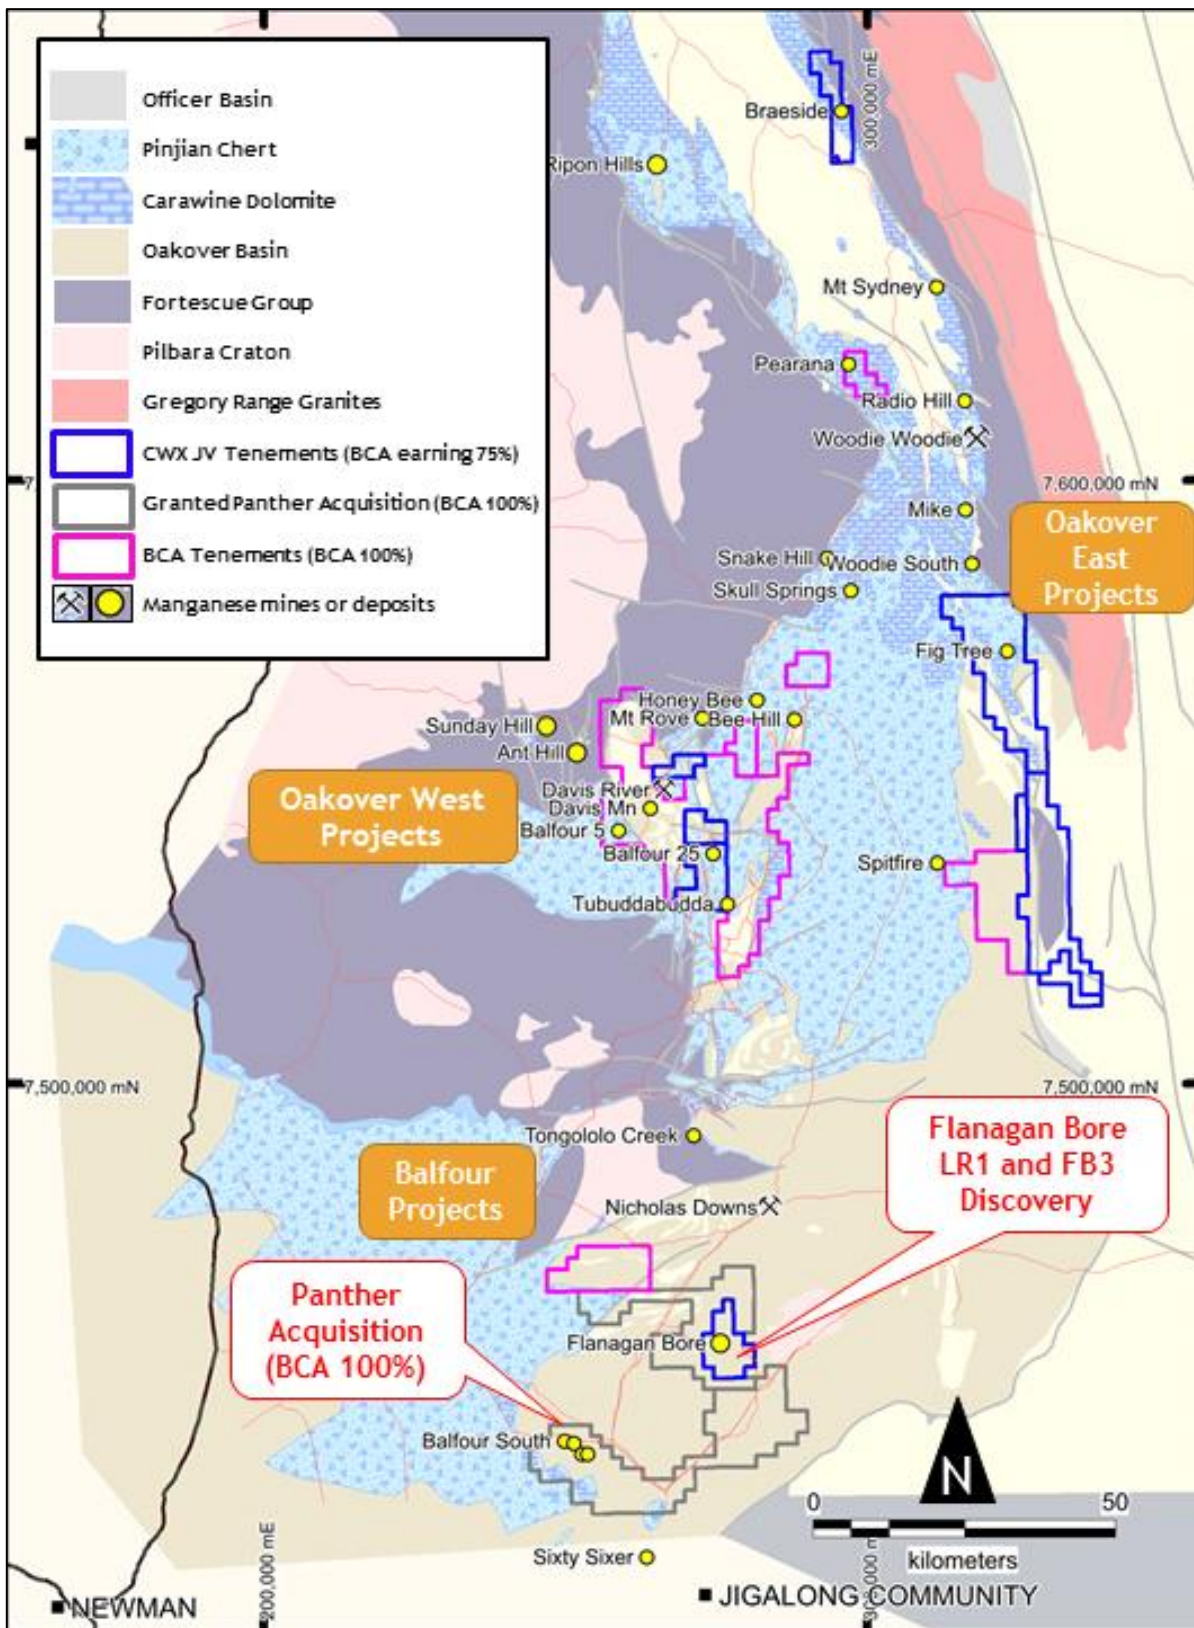 Officer Basin
Pinjian Chert
Carawine Dolomite
Oakover Basin
Fortescue Group
Pilbara Craton
Gregory Range Granites
CWX JV Tenements (BCA earning 75%)
Granted Panther Acquisition (BCA 100%)
BCA Tenements (BCA 100%)
Manganese mines or deposits
300,000 mE
Braeside
Ripon Hills
Mt Sydney
Pearana
Radio Hill
Woodie Woodie
7,600,000 mN
Mike
Oakover
East
Projects
Snake Hill
Woodie South
Skull Springs
Fig Tree
Honey Bee
Mt Rove
Bee Hill
Sunday Hill
Ant Hill
Oakover West
Projects
Davis River
Davis Mn
Balfour 5
Balfour 25
Spitfire
Tubuddabudda
7,500,000 mN
7,500,000 mN
Tongololo Creek
Flanagan Bore
LR1 and FB3
Discovery
Balfour
Projects
Nicholas Downs
Panther
Acquisition
(BCA 100%)
Flanagan Bore
Balfour South
N
0 50
kilometers
Sixty Sixer
200,000 mE
NEWMAN
JIGALONG COMMUNITY